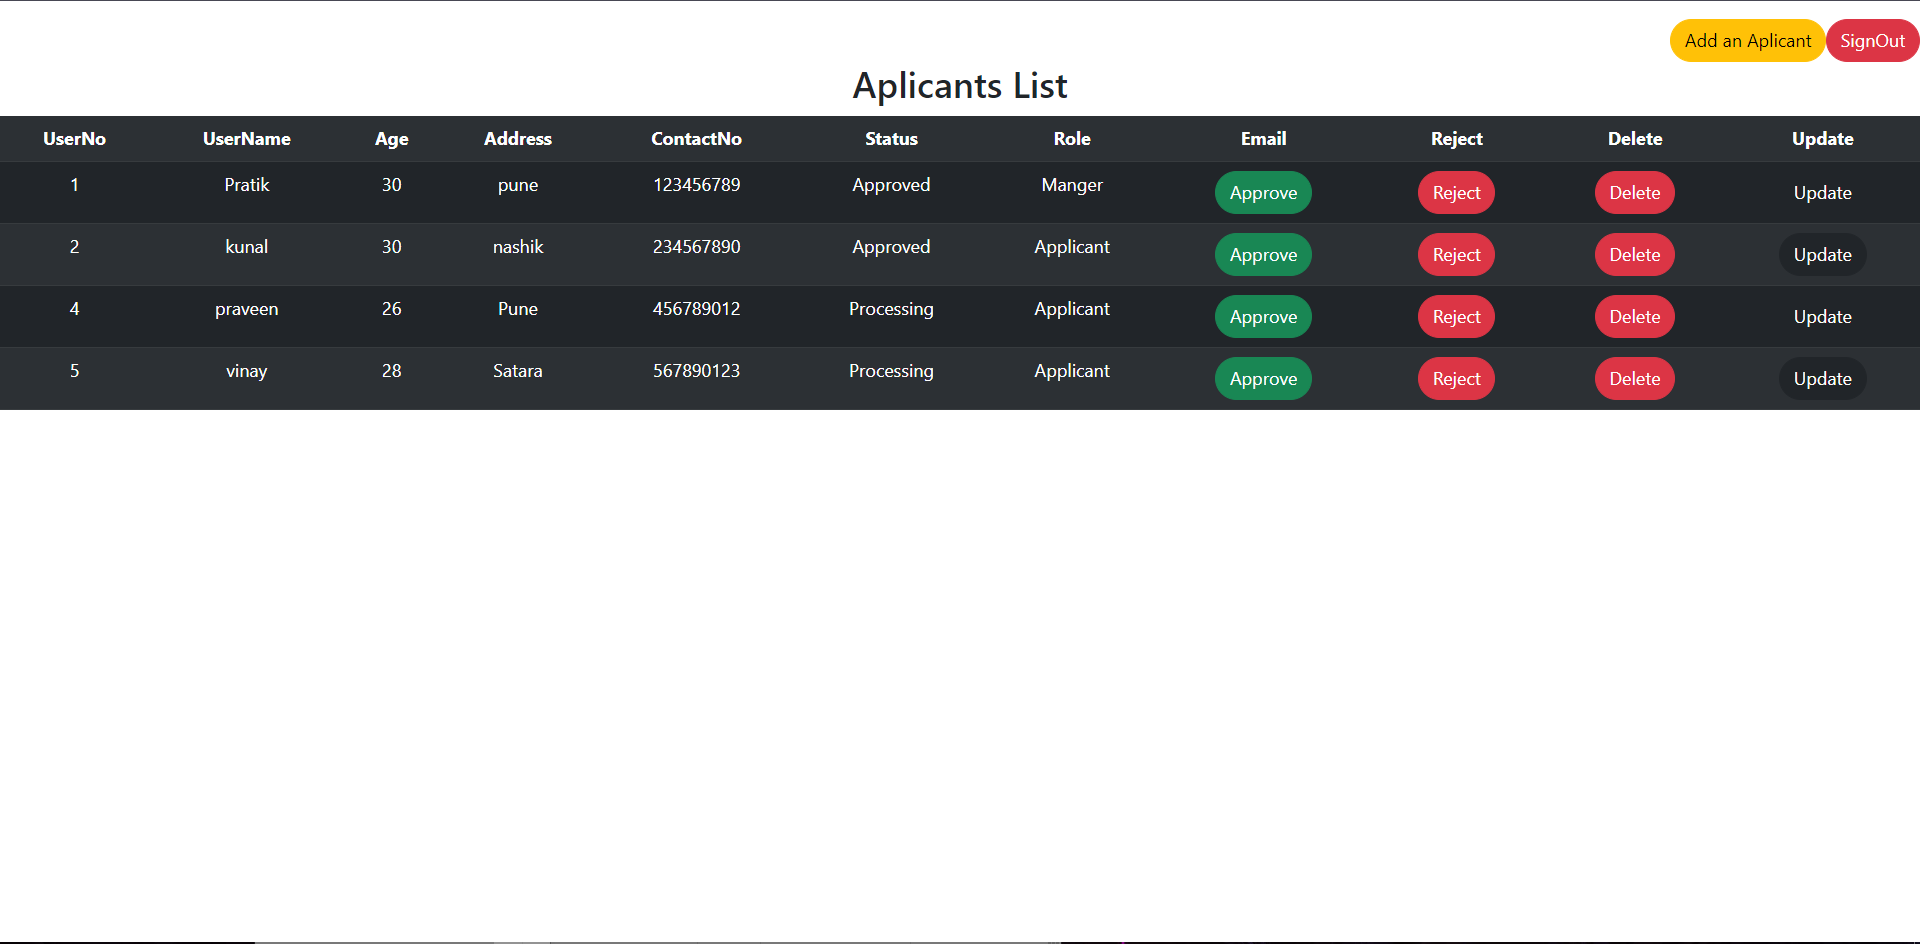 Add an Aplicant SignOut
Aplicants List
UserNo UserName Age Address ContactNo Status Role Email Reject Delete Update
1 Pratik 30 pune 123456789 Approved Manger Approve Reject Delete Update
2 kunal 30 nashik 234567890 Approved Applicant Approve Reject Delete Update
4 praveen 26 Pune 456789012 Processing Applicant Approve Reject Delete Update
5 vinay 28 Satara 567890123 Processing Applicant Approve Reject Delete Update